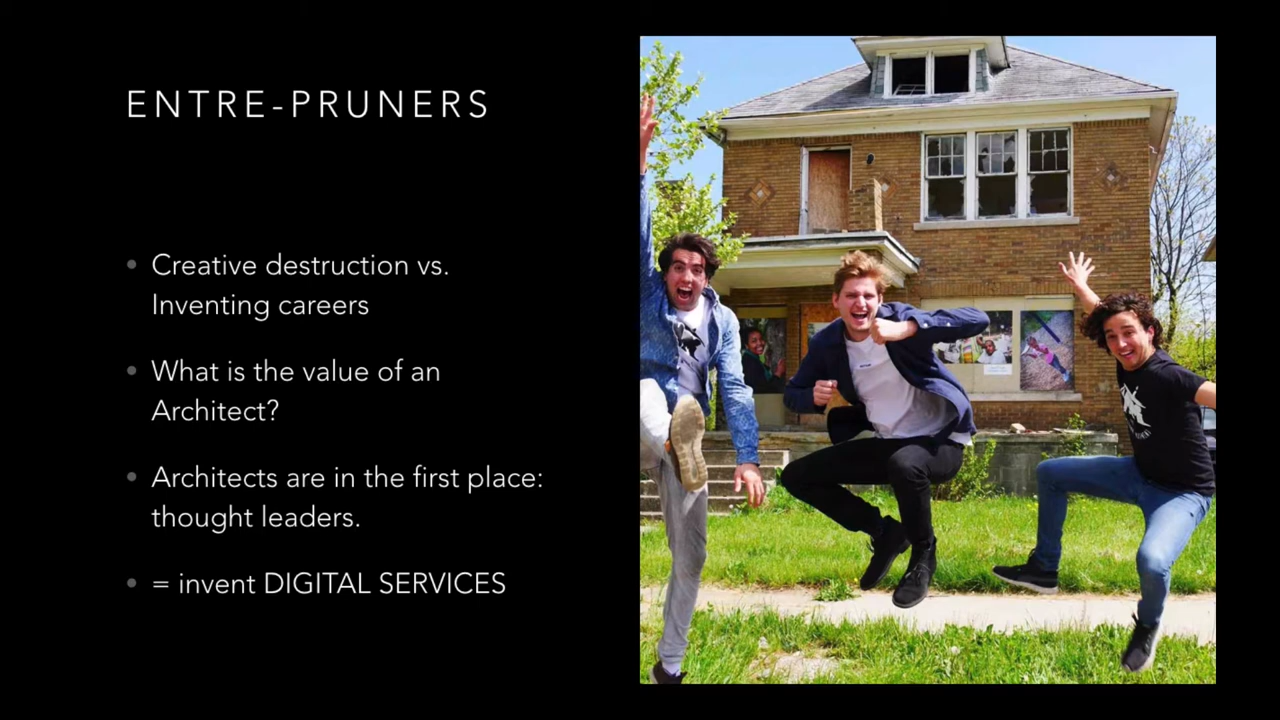 ENTRE-PRUNERS
• Creative destruction vs.
Inventing careers
• What is the value of an
Architect?
• Architects are in the first place:
thought leaders.
• = invent DIGITAL SERVICES